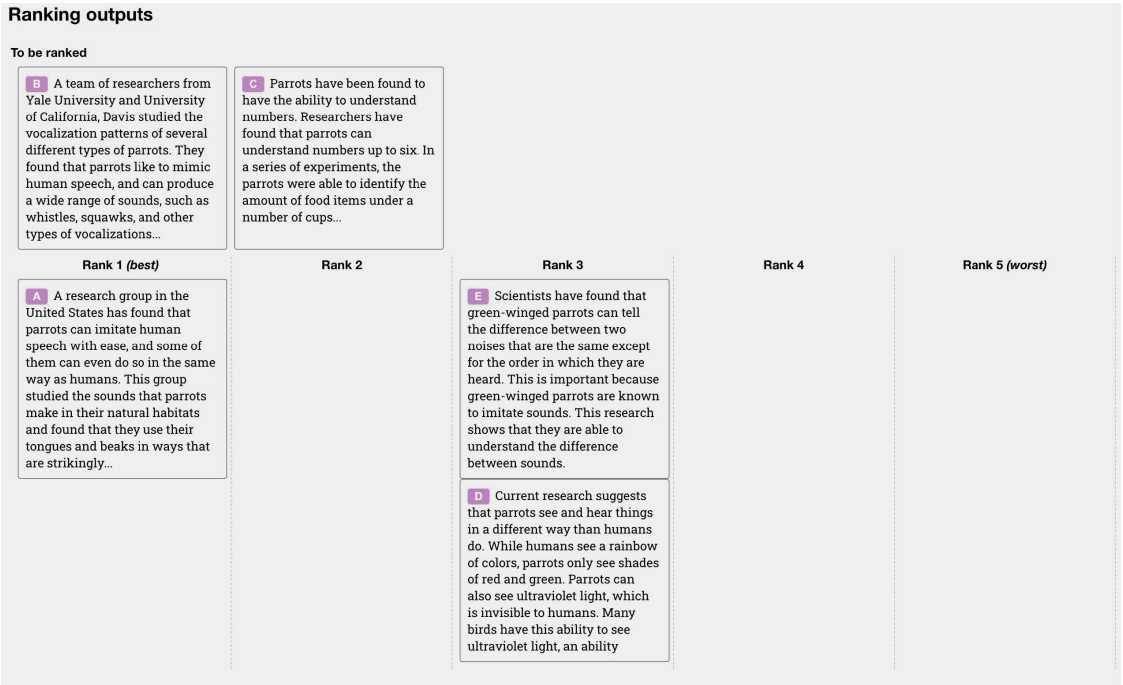 Ranking outputs
To be ranked
B A team of researchers from
Yale University and University
of California, Davis studied the
vocalization patterns of several
different types of parrots. They
found that parrots like to mimic
human speech, and can produce
a wide range of sounds, such as
whistles, squawks, and other
types of vocalizations...
C Parrots have been found to
have the ability to understand
numbers. Researchers have
found that parrots can
understand numbers up to six. In
a series of experiments, the
parrots were able to identify the
amount of food items under a
number of cups...
Rank 1 (best)
Rank 2
Rank 3
Rank 4
Rank 5 (worst)
A A research group in the
United States has found that
parrots can imitate human
speech with ease, and some of
them can even do so in the same
way as humans. This group
studied the sounds that parrots
make in their natural habitats
and found that they use their
tongues and beaks in ways that
are strikingly...
E Scientists have found that
green-winged parrots can tell
the difference between two
noises that are the same except
for the order in which they are
heard. This is important because
green-winged parrots are known
to imitate sounds. This research
shows that they are able to
understand the difference
between sounds.
D Current research suggests
that parrots see and hear things
in a different way than humans
do. While humans see a rainbow
of colors, parrots only see shades
of red and green. Parrots can
also see ultraviolet light, which
is invisible to humans. Many
birds have this ability to see
ultraviolet light, an ability